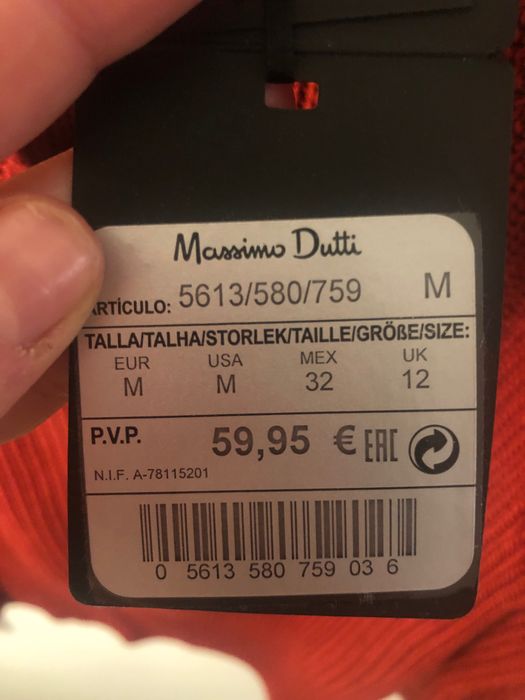 Massimo Dutti
ARTÍCULO: 5613/580/759 M
TALLA/TALHA/STORLEK/TAILLE/GRÖßE/SIZE:
EUR USA MEX UK
M M 32 12
P.V.P. 59,95 € EAC
N.I.F. A-78115201
0 5613 580 759 03 6